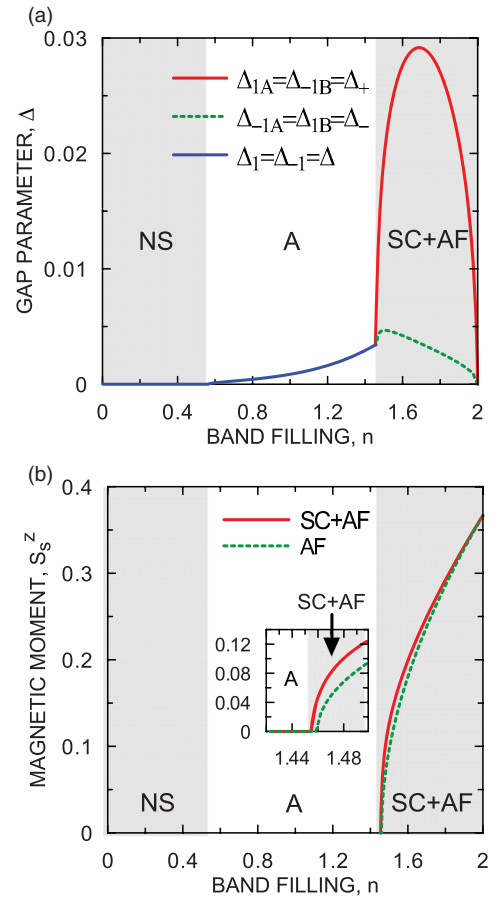 (a)
0.03
0.02
0.01
0
GAP PARAMETER, Δ
Δ1A=Δ−1B=Δ+
Δ−1A=Δ1B=Δ−
Δ1=Δ−1=Δ
NS
A
SC+AF
0 0.4 0.8 1.2 1.6 2
BAND FILLING, n
(b)
0.4
0.3
0.2
0.1
0
MAGNETIC MOMENT, Ssz
SC+AF
AF
SC+AF
0.12
0.08
0.04
0
A
1.44 1.48
NS
A
SC+AF
0 0.4 0.8 1.2 1.6 2
BAND FILLING, n